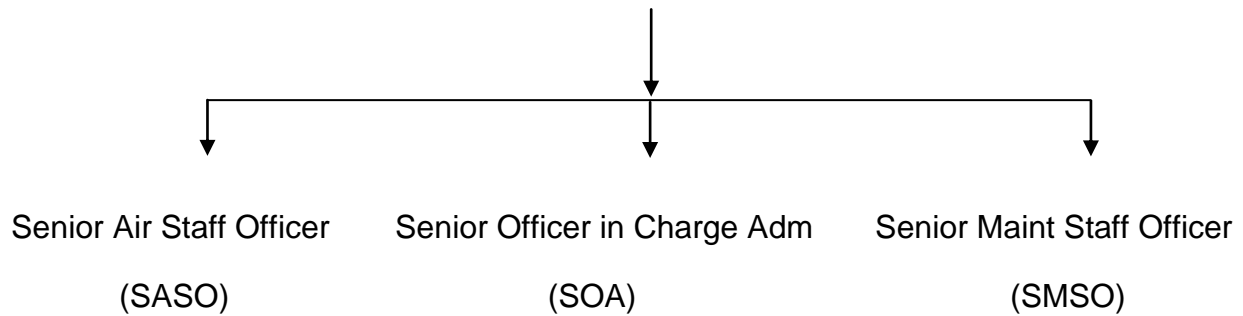 Senior Air Staff Officer Senior Officer in Charge Adm Senior Maint Staff Officer
(SASO) (SOA) (SMSO)